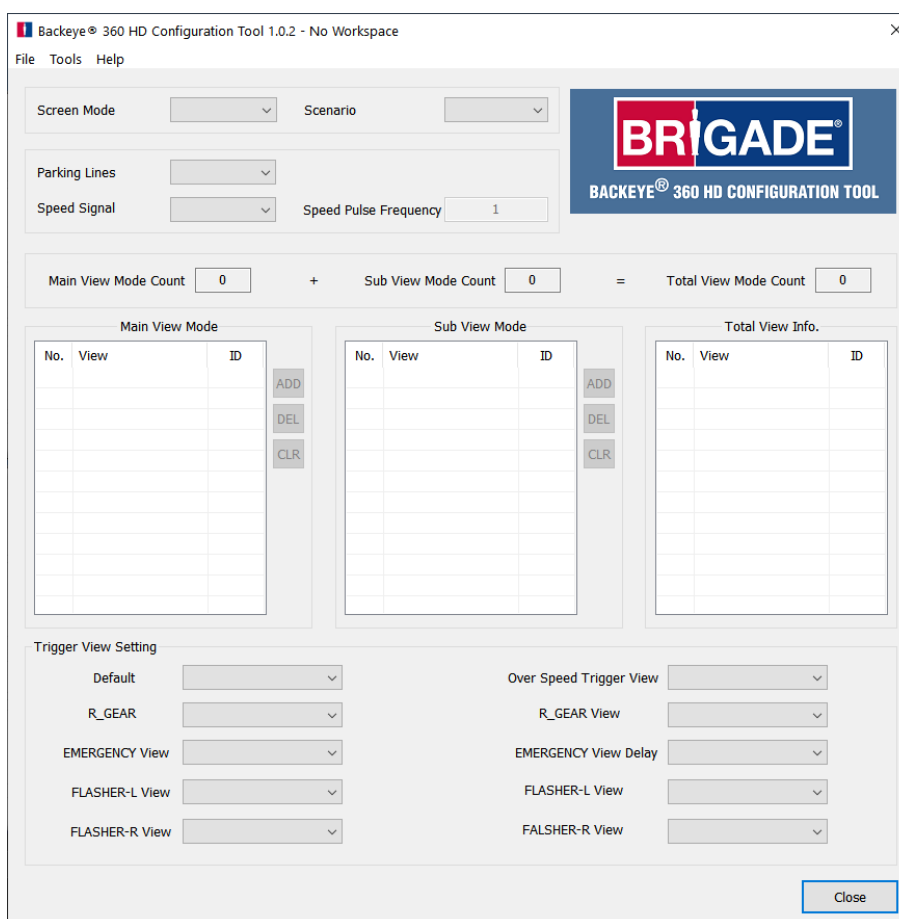 Backeye® 360 HD Configuration Tool 1.0.2 - No Workspace
File Tools Help
Screen Mode Scenario
BRIGADE®
BACKEYE® 360 HD CONFIGURATION TOOL
Parking Lines
Speed Signal Speed Pulse Frequency 1
Main View Mode Count 0 + Sub View Mode Count 0 = Total View Mode Count 0
Main View Mode Sub View Mode Total View Info.
No. View ID No. View ID No. View ID
ADD ADD
DEL DEL
CLR CLR
Trigger View Setting
Default Over Speed Trigger View
R_GEAR R_GEAR View
EMERGENCY View EMERGENCY View Delay
FLASHER-L View FLASHER-L View
FLASHER-R View FALSHER-R View
Close